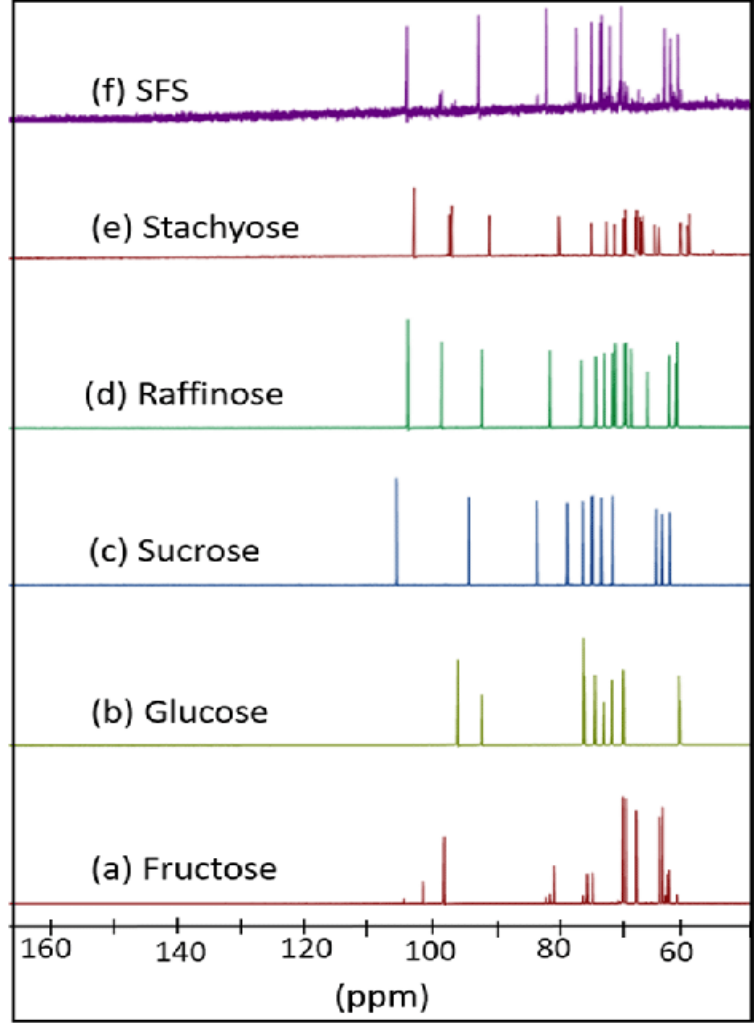 (f) SFS
(e) Stachyose
(d) Raffinose
(c) Sucrose
(b) Glucose
(a) Fructose
160 140 120 100 80 60
(ppm)